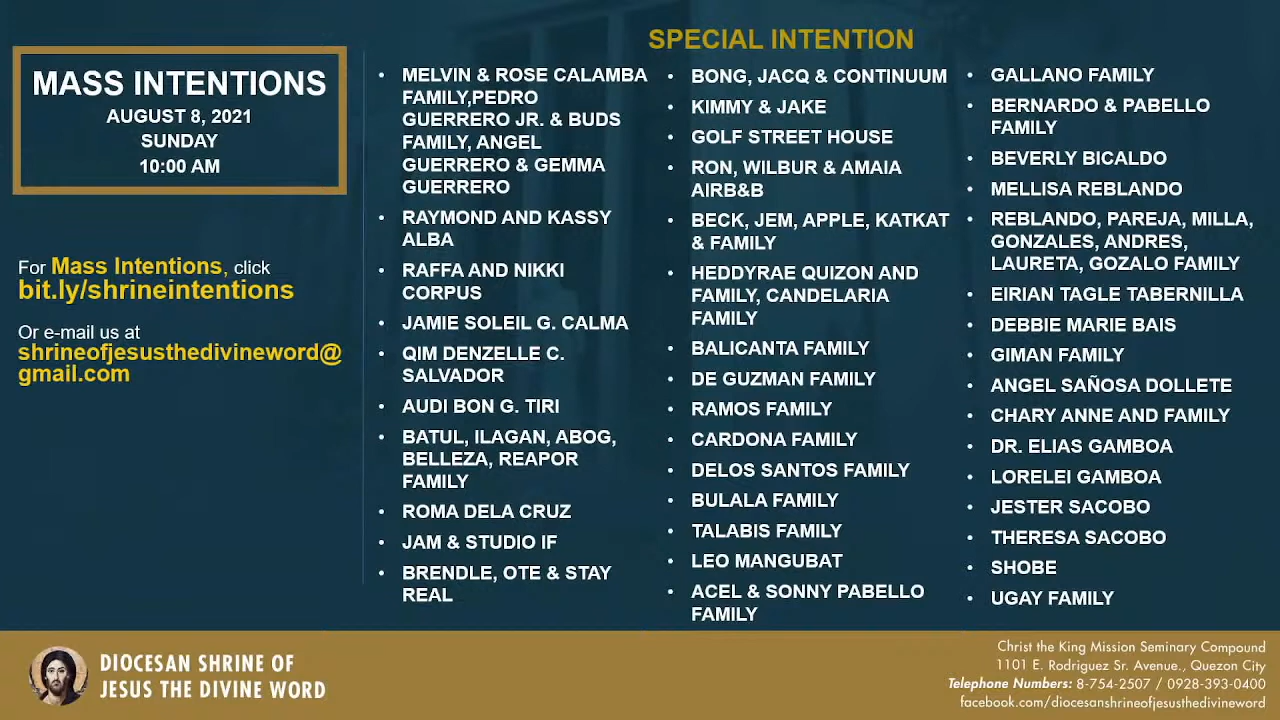 SPECIAL INTENTION
MASS INTENTIONS
AUGUST 8, 2021
SUNDAY
10:00 AM
For Mass Intentions, click
bit.ly/shrineintentions
Or e-mail us at
shrineofjesusthedivineword@
gmail.com
• MELVIN & ROSE CALAMBA
FAMILY,PEDRO
GUERRERO JR. & BUDS
FAMILY, ANGEL
GUERRERO & GEMMA
GUERRERO
• RAYMOND AND KASSY
ALBA
• RAFFA AND NIKKI
CORPUS
• JAMIE SOLEIL G. CALMA
• QIM DENZELLE C.
SALVADOR
• AUDI BON G. TIRI
• BATUL, ILAGAN, ABOG,
BELLEZA, REAPOR
FAMILY
• ROMA DELA CRUZ
• JAM & STUDIO IF
• BRENDLE, OTE & STAY
REAL
• BONG, JACQ & CONTINUUM
• KIMMY & JAKE
• GOLF STREET HOUSE
• RON, WILBUR & AMAIA
AIRB&B
• BECK, JEM, APPLE, KATKAT
& FAMILY
• HEDDYRAE QUIZON AND
FAMILY, CANDELARIA
FAMILY
• BALICANTA FAMILY
• DE GUZMAN FAMILY
• RAMOS FAMILY
• CARDONA FAMILY
• DELOS SANTOS FAMILY
• BULALA FAMILY
• TALABIS FAMILY
• LEO MANGUBAT
• ACEL & SONNY PABELLO
FAMILY
• GALLANO FAMILY
• BERNARDO & PABELLO
FAMILY
• BEVERLY BICALDO
• MELLISA REBLANDO
• REBLANDO, PAREJA, MILLA,
GONZALES, ANDRES,
LAURETA, GOZALO FAMILY
• EIRIAN TAGLE TABERNILLA
• DEBBIE MARIE BAIS
• GIMAN FAMILY
• ANGEL SAÑOSA DOLLETE
• CHARY ANNE AND FAMILY
• DR. ELIAS GAMBOA
• LORELEI GAMBOA
• JESTER SACOBO
• THERESA SACOBO
• SHOBE
• UGAY FAMILY
DIOCESAN SHRINE OF
JESUS THE DIVINE WORD
Christ the King Mission Seminary Compound
1101 E. Rodriguez Sr. Avenue., Quezon City
Telephone Numbers: 8-754-2507 / 0928-393-0400
facebook.com/diocesanshrineofjesusthedivineword